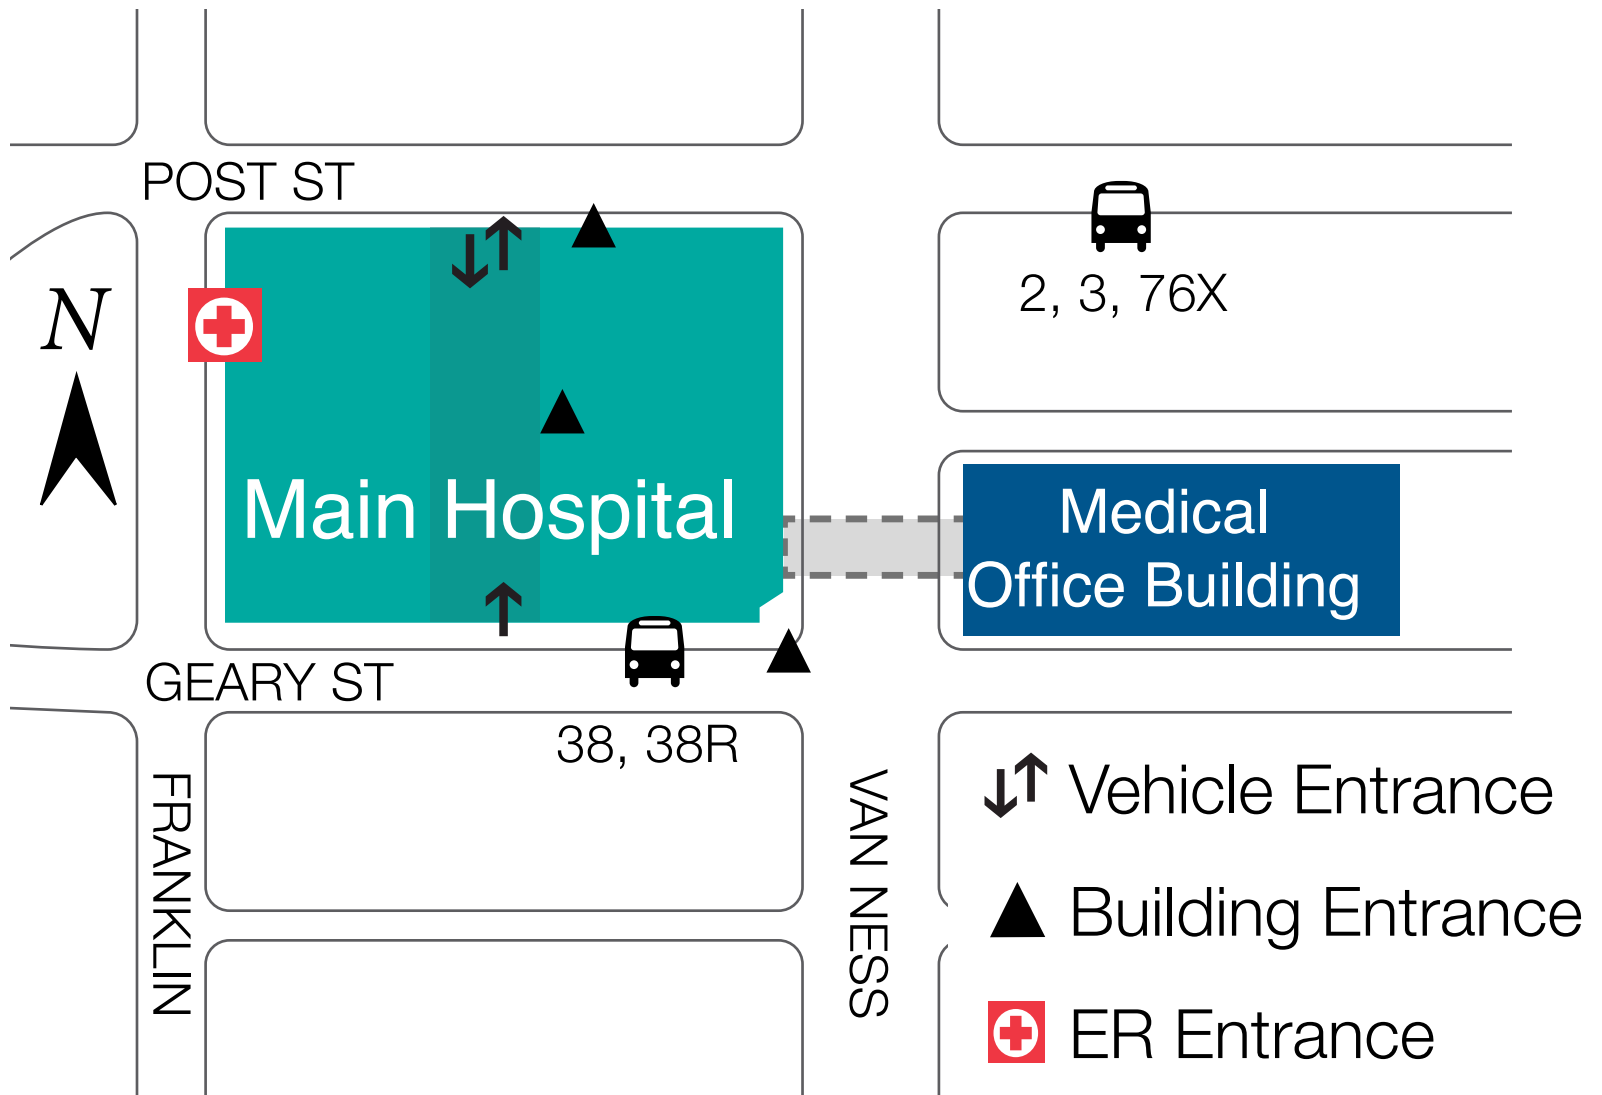 POST ST
N
2, 3, 76X
Main Hospital
Medical
Office Building
GEARY ST
38, 38R
FRANKLIN
VAN NESS
Vehicle Entrance
Building Entrance
ER Entrance